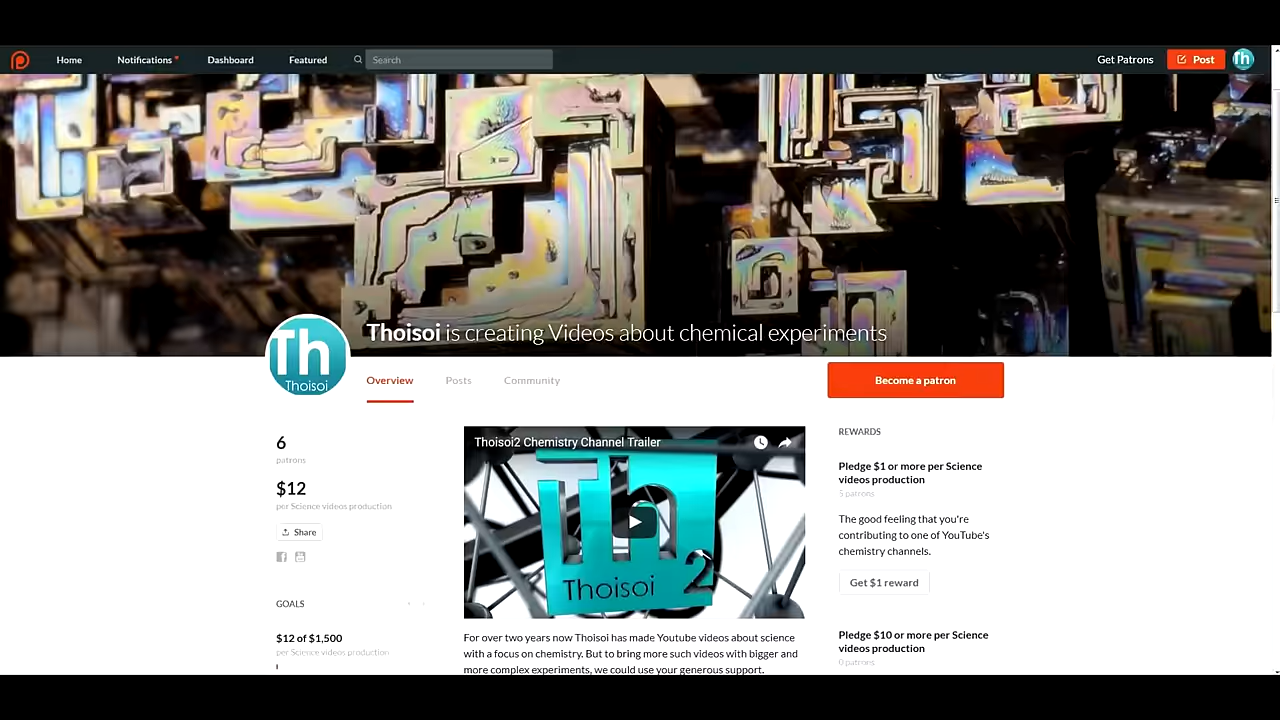 Home Notifications Dashboard Featured Search Get Patrons Post Th
Thoisoi is creating Videos about chemical experiments
Th
Thoisoi
Overview Posts Community Become a patron
6
patrons
$12
per Science videos production
Share
GOALS
$12 of $1,500
per Science videos production
Thoisoi2 Chemistry Channel Trailer
Th
Thoisoi 2
For over two years now Thoisoi has made Youtube videos about science
with a focus on chemistry. But to bring more such videos with bigger and
more complex experiments, we could use your generous support.
REWARDS
Pledge $1 or more per Science
videos production
5 patrons
The good feeling that you're
contributing to one of YouTube's
chemistry channels.
Get $1 reward
Pledge $10 or more per Science
videos production
0 patrons